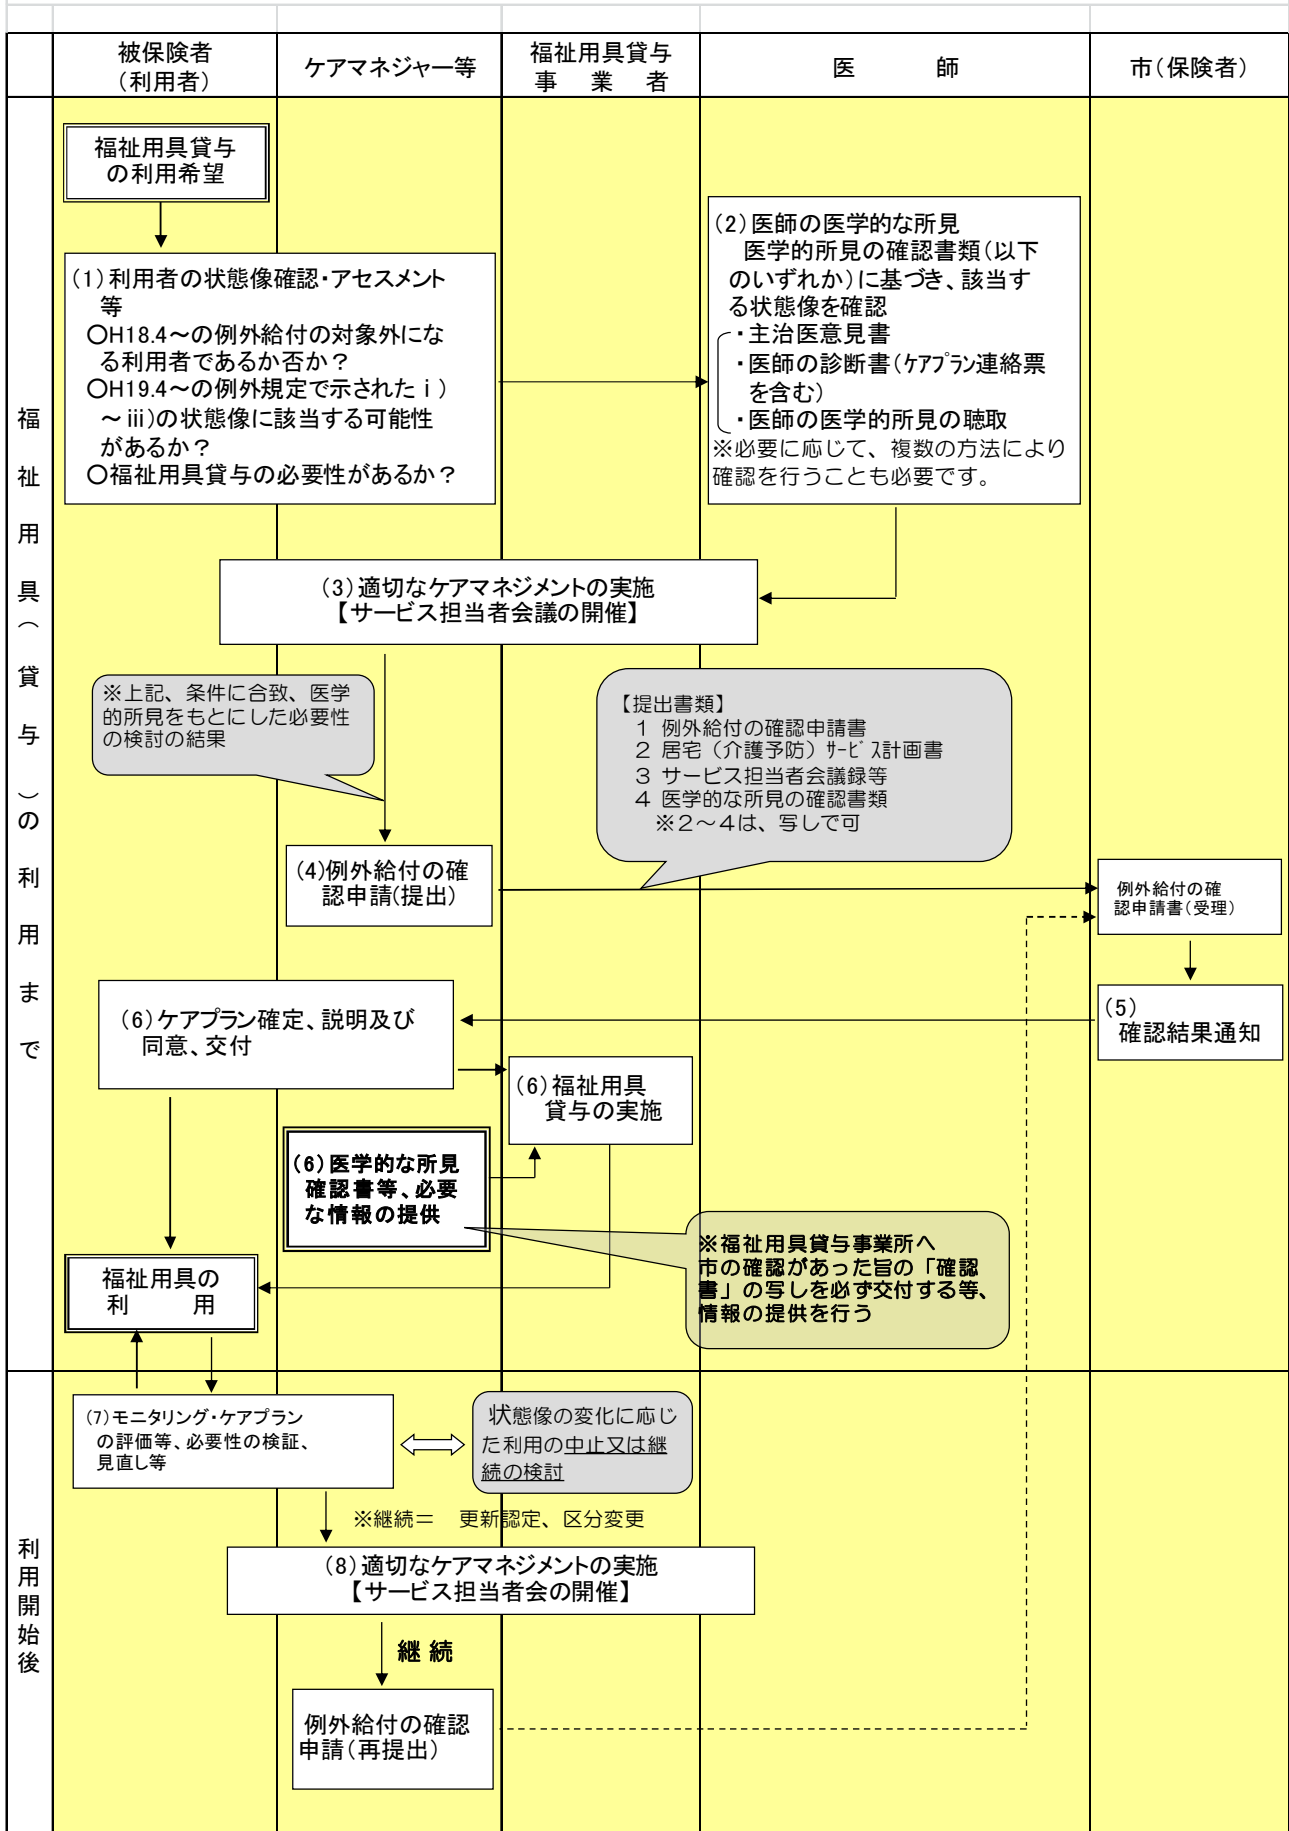 被保険者
（利用者）
ケアマネジャー等
福祉用具貸与
事　業　者
医　　　師
市（保険者）
福祉用具（貸与）の利用まで
福祉用具貸与
の利用希望
（1）利用者の状態像確認・アセスメント
等
〇H18.4～の例外給付の対象外にな
る利用者であるか否か？
〇H19.4～の例外規定で示されたⅰ）
～ⅲ）の状態像に該当する可能性
があるか？
〇福祉用具貸与の必要性があるか？
（2）医師の医学的な所見
医学的所見の確認書類（以下
のいずれか）に基づき、該当す
る状態像を確認
・主治医意見書
・医師の診断書（ケアプラン連絡票
を含む）
・医師の医学的所見の聴取
※必要に応じて、複数の方法により
確認を行うことも必要です。
（3）適切なケアマネジメントの実施
【サービス担当者会議の開催】
※上記、条件に合致、医学
的所見をもとにした必要性
の検討の結果
【提出書類】
１ 例外給付の確認申請書
２ 居宅（介護予防）サービス計画書
３ サービス担当者会議録等
４ 医学的な所見の確認書類
※２～４は、写しで可
（4）例外給付の確
認申請（提出）
例外給付の確
認申請書（受理）
（5）
確認結果通知
（6）ケアプラン確定、説明及び
同意、交付
（6）福祉用具
貸与の実施
（6）医学的な所見
確認書等、必要
な情報の提供
※福祉用具貸与事業所へ
市の確認があった旨の「確認
書」の写しを必ず交付する等、
情報の提供を行う
福祉用具の
利　　　用
利用開始後
（7）モニタリング・ケアプラン
の評価等、必要性の検証、
見直し等
状態像の変化に応じ
た利用の中止又は継
続の検討
※継続＝　更新認定、区分変更
（8）適切なケアマネジメントの実施
【サービス担当者会の開催】
継 続
例外給付の確認
申請（再提出）